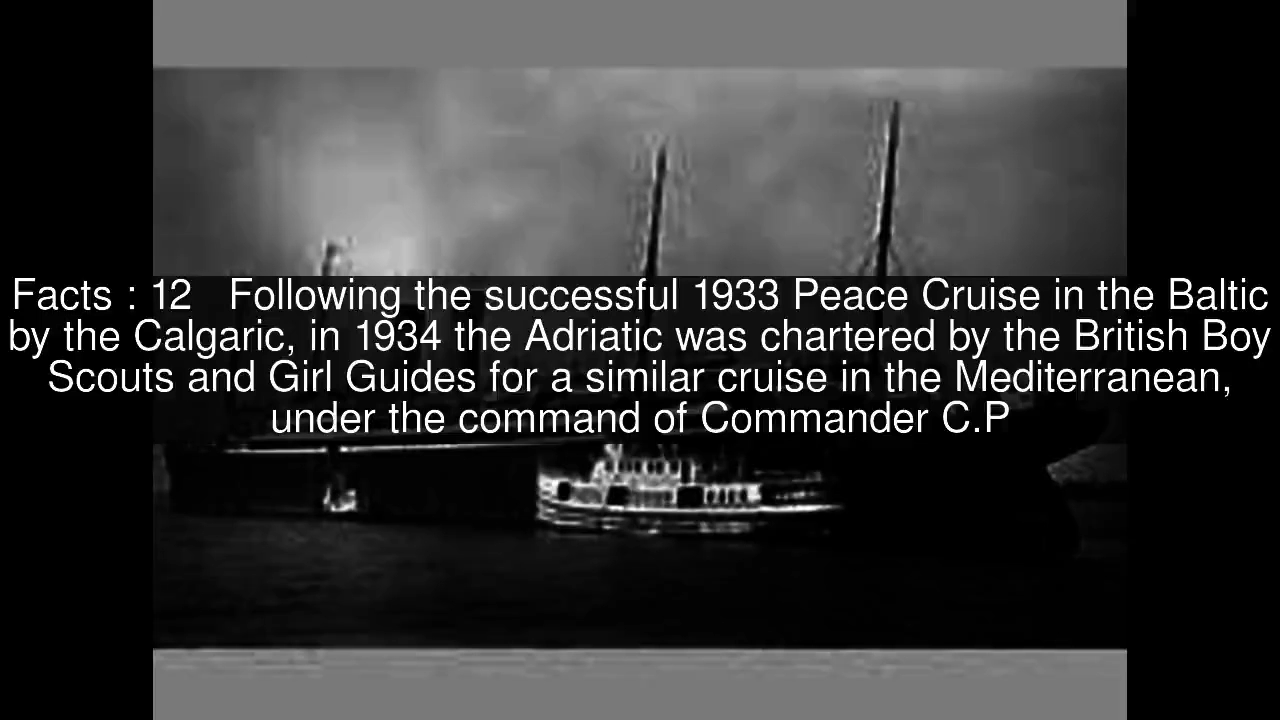 Facts : 12   Following the successful 1933 Peace Cruise in the Baltic
by the Calgaric, in 1934 the Adriatic was chartered by the British Boy
Scouts and Girl Guides for a similar cruise in the Mediterranean,
under the command of Commander C.P